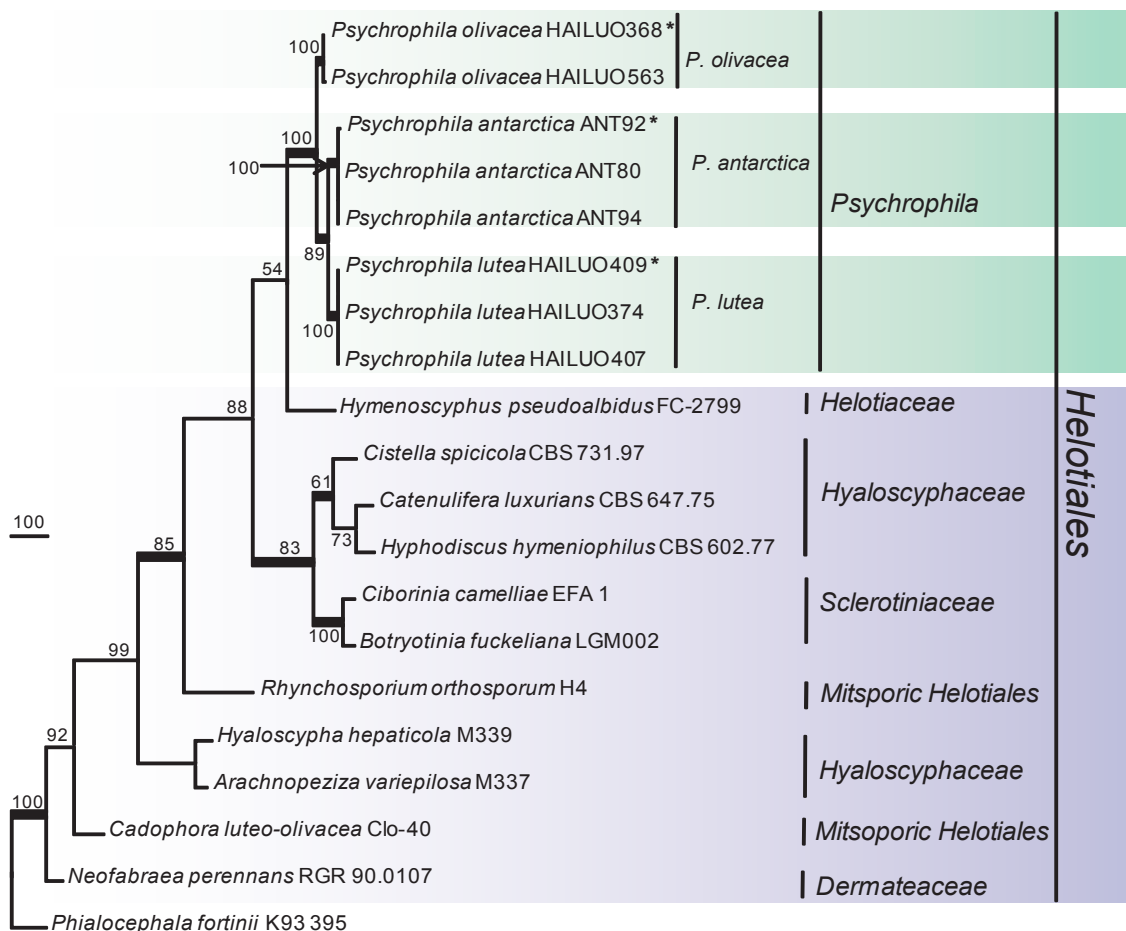 100
Psychrophila olivacea HAILUO368 *
Psychrophila olivacea HAILUO563
P. olivacea
100
100
Psychrophila antarctica ANT92 *
Psychrophila antarctica ANT80
Psychrophila antarctica ANT94
P. antarctica
Psychrophila
89
54
Psychrophila lutea HAILUO409 *
Psychrophila lutea HAILUO374
Psychrophila lutea HAILUO407
P. lutea
100
88
Hymenoscyphus pseudoalbidus FC-2799
Helotiaceae
Helotiales
Cistella spicicola CBS 731.97
61
Catenulifera luxurians CBS 647.75
Hyaloscyphaceae
73
Hyphodiscus hymeniophilus CBS 602.77
100
85
83
Ciborinia camelliae EFA 1
Sclerotiniaceae
100
Botryotinia fuckeliana LGM002
99
Rhynchosporium orthosporum H4
Mitsporic Helotiales
92
Hyaloscypha hepaticola M339
Hyaloscyphaceae
Arachnopeziza variepilosa M337
100
Cadophora luteo-olivacea Clo-40
Mitsoporic Helotiales
Neofabraea perennans RGR 90.0107
Dermateaceae
Phialocephala fortinii K93 395